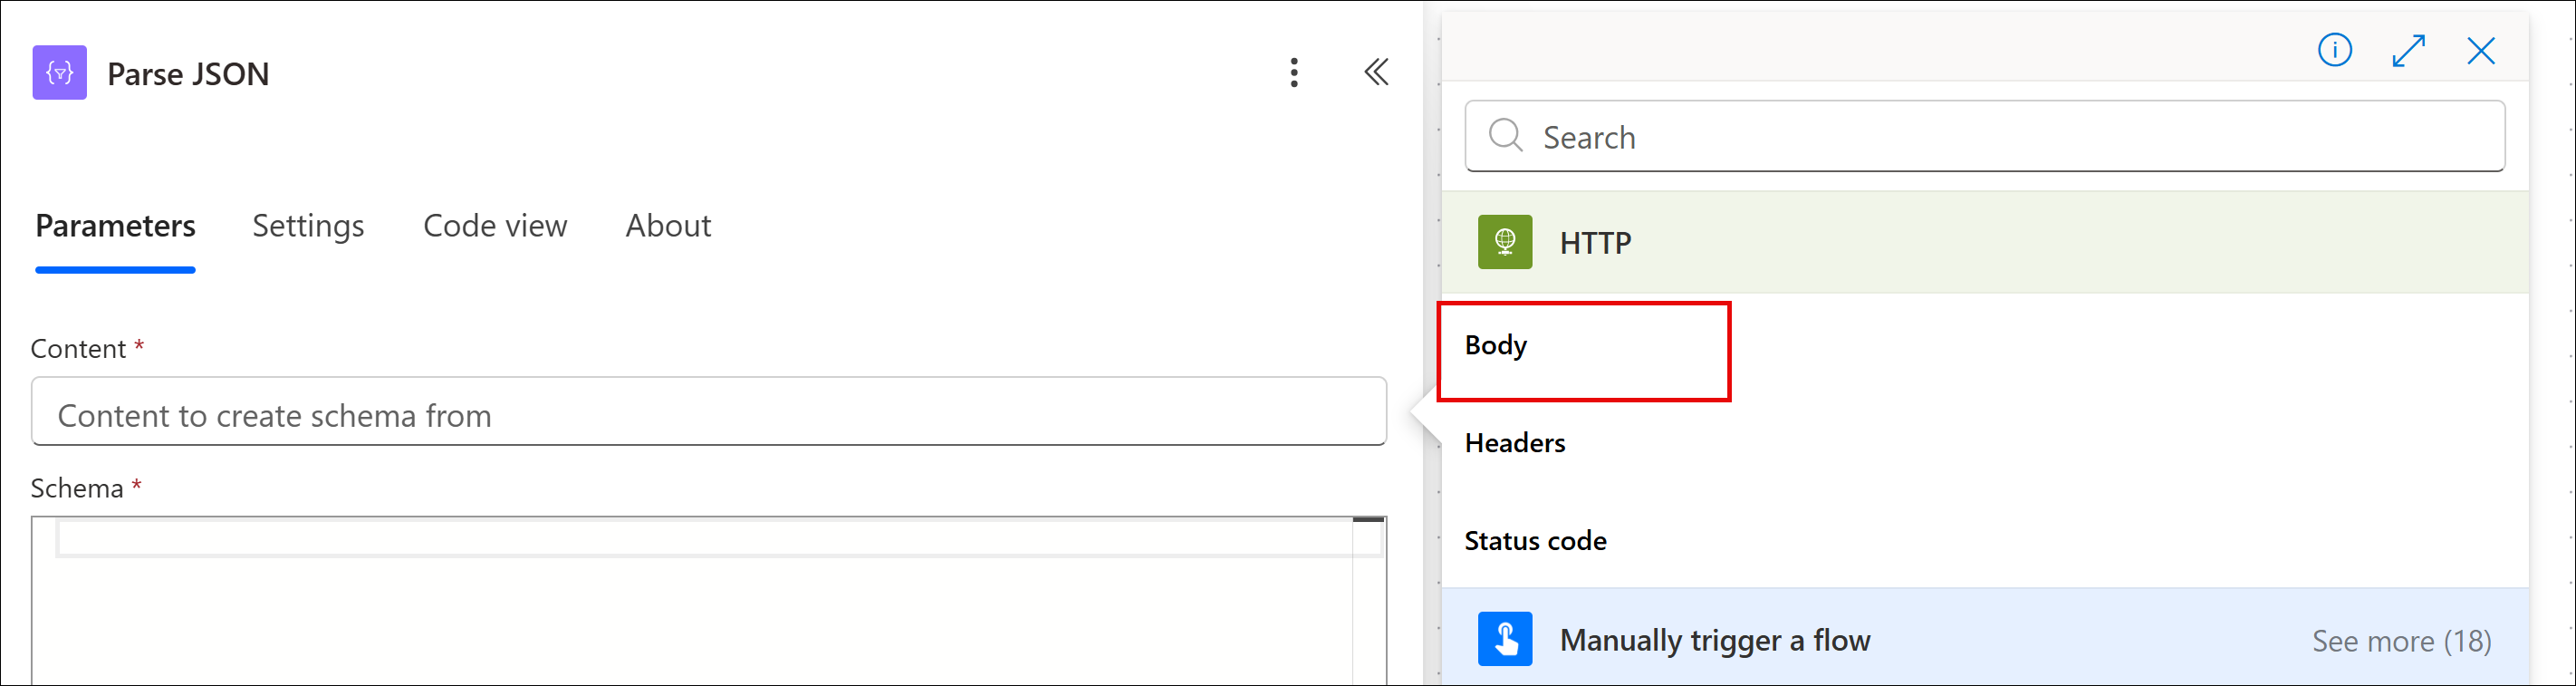 Parse JSON
Parameters Settings Code view About
Content *
Content to create schema from
Schema *
Search
HTTP
Body
Headers
Status code
Manually trigger a flow See more (18)